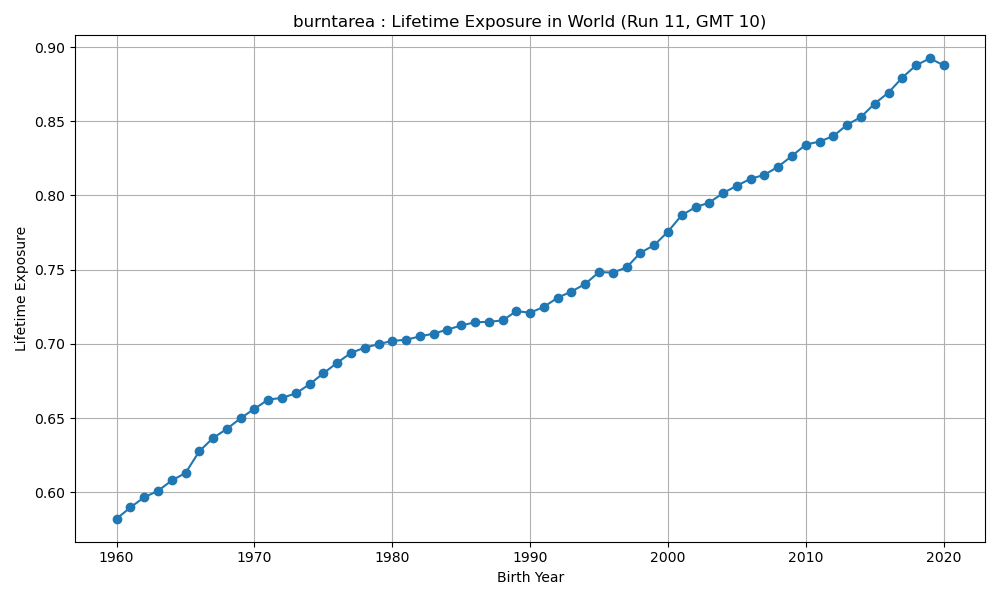 burntarea : Lifetime Exposure in World (Run 11, GMT 10)
0.90
0.85
0.80
0.75
0.70
0.65
0.60
Lifetime Exposure
1960 1970 1980 1990 2000 2010 2020
Birth Year